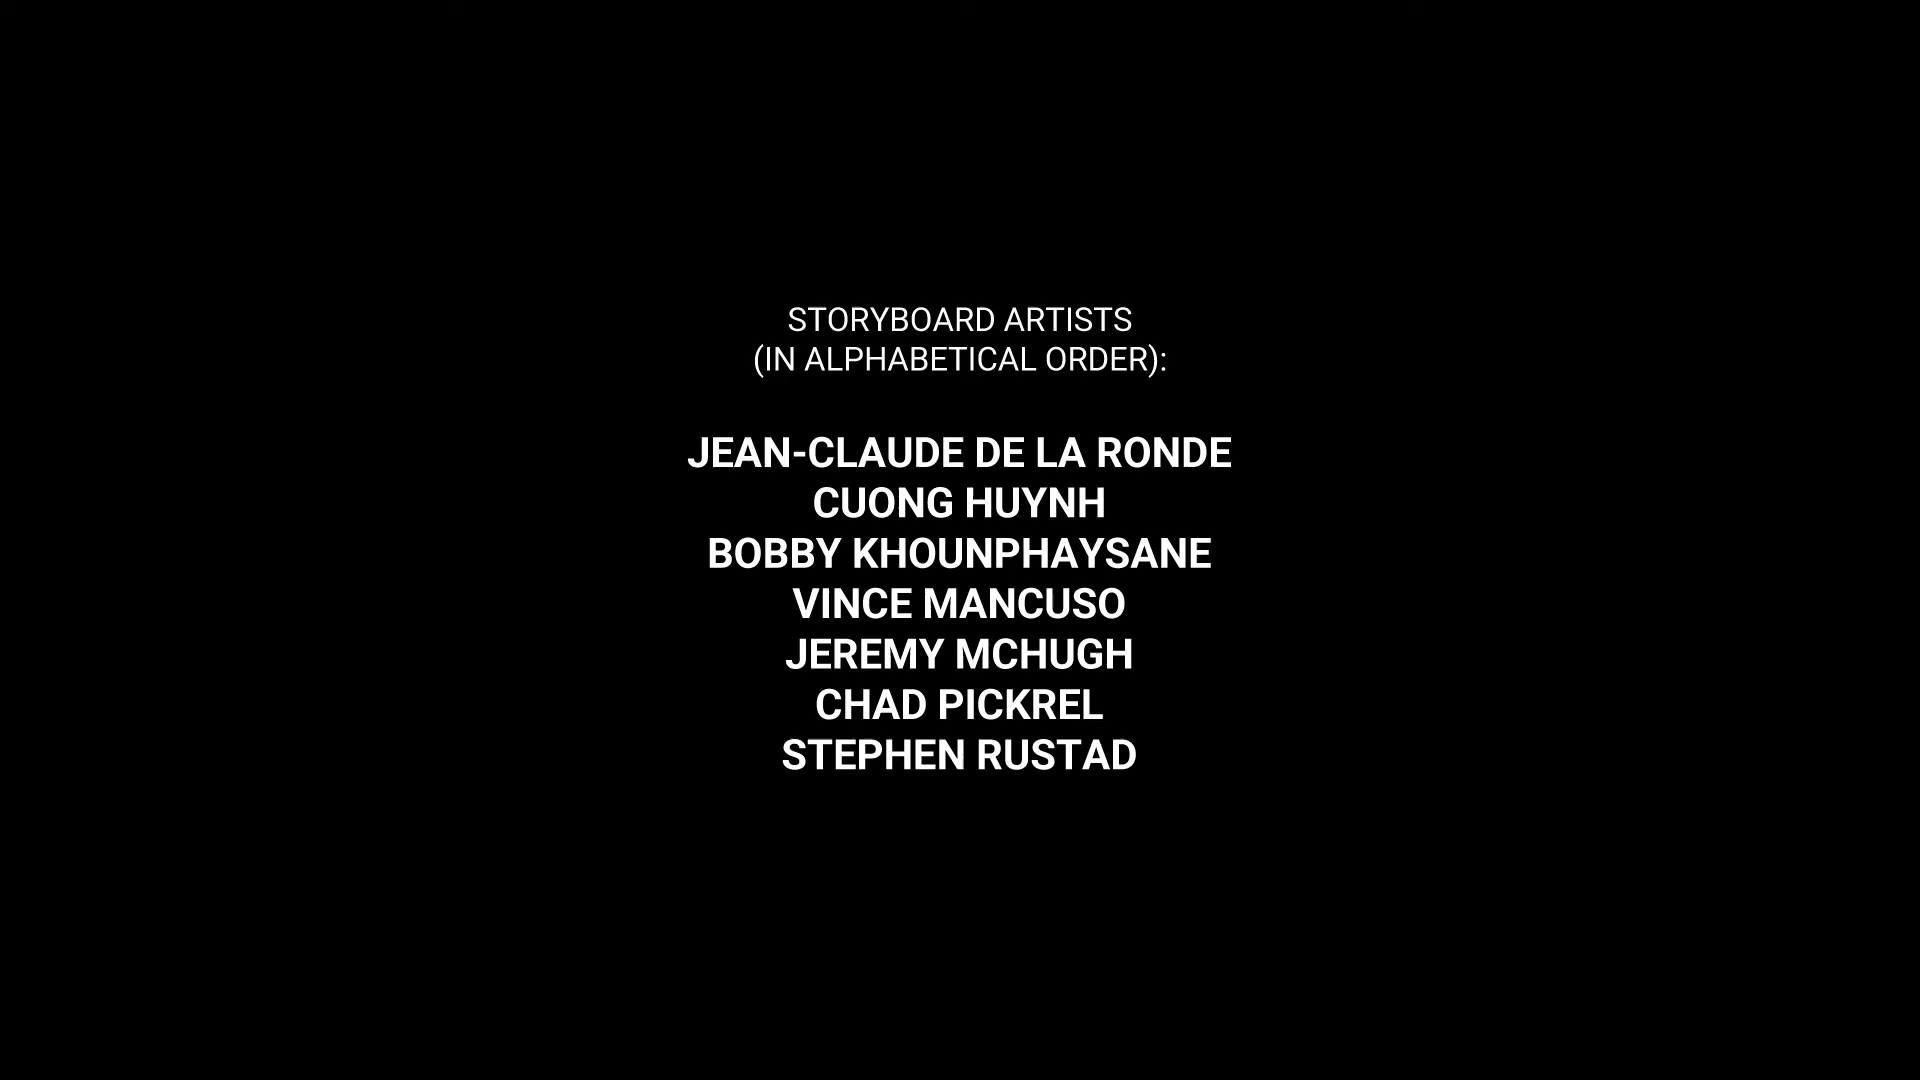 STORYBOARD ARTISTS
(IN ALPHABETICAL ORDER):
JEAN-CLAUDE DE LA RONDE
CUONG HUYNH
BOBBY KHOUNPHAYSANE
VINCE MANCUSO
JEREMY MCHUGH
CHAD PICKREL
STEPHEN RUSTAD